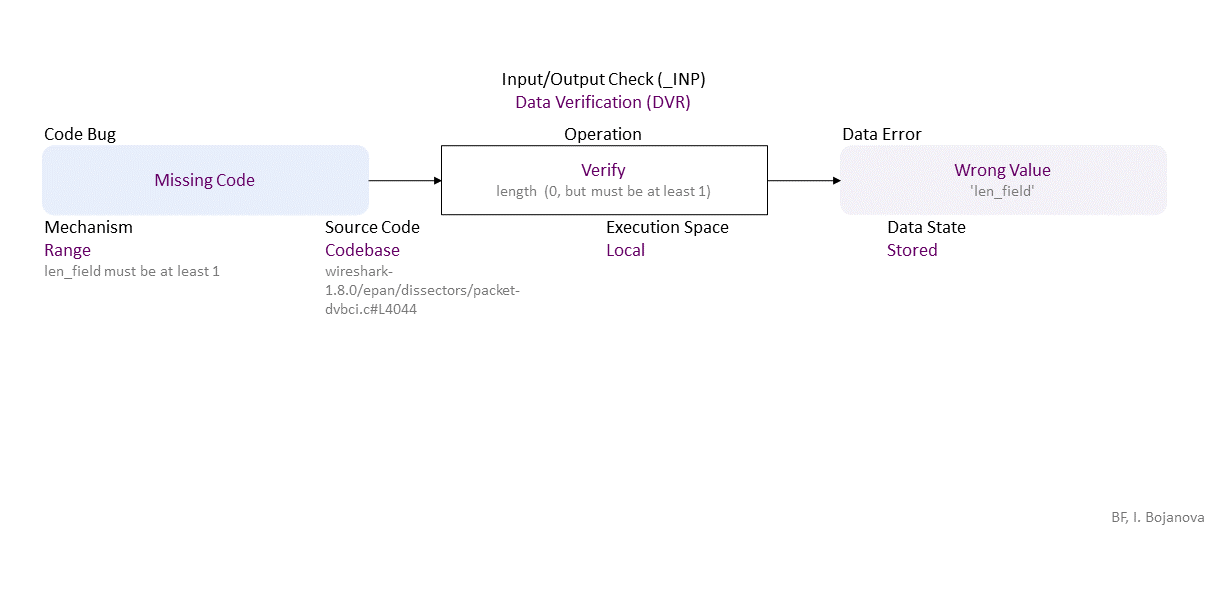 Input/Output Check (_INP)
Data Verification (DVR)
Code Bug
Operation
Data Error
Missing Code
Verify
length (0, but must be at least 1)
Wrong Value
'len_field'
Mechanism
Range
len_field must be at least 1
Source Code
Codebase
wireshark-
1.8.0/epan/dissectors/packet-
dvbci.c#L4044
Execution Space
Local
Data State
Stored
BF, I. Bojanova